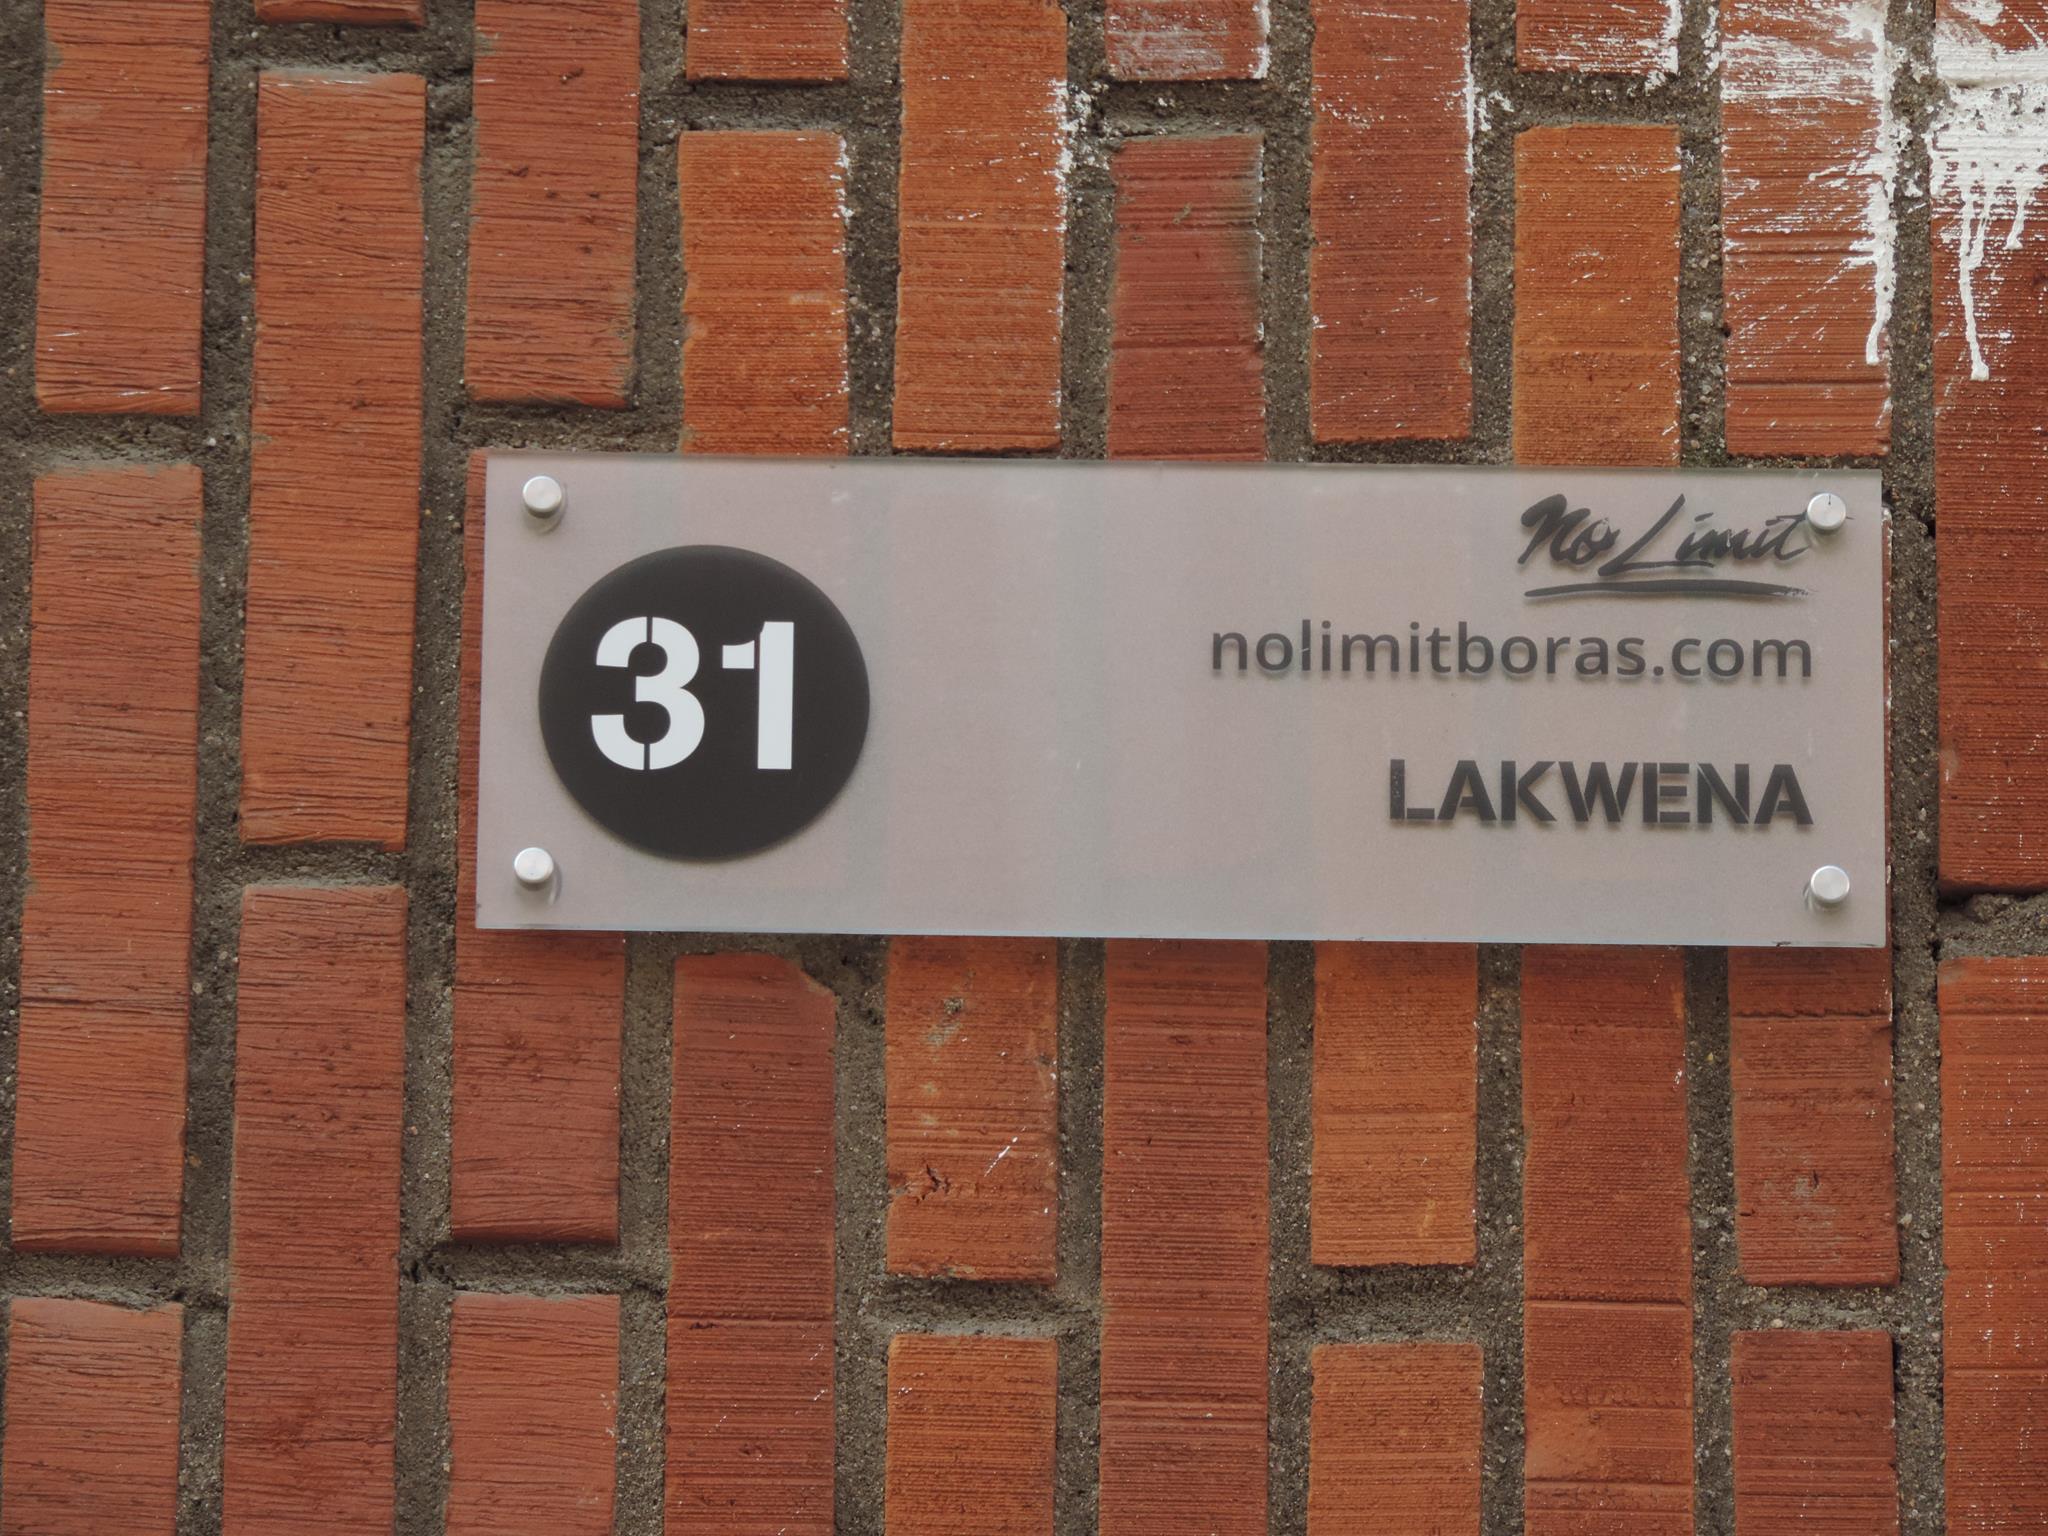 31
No Limit
nolimitboras.com
LAKWENA